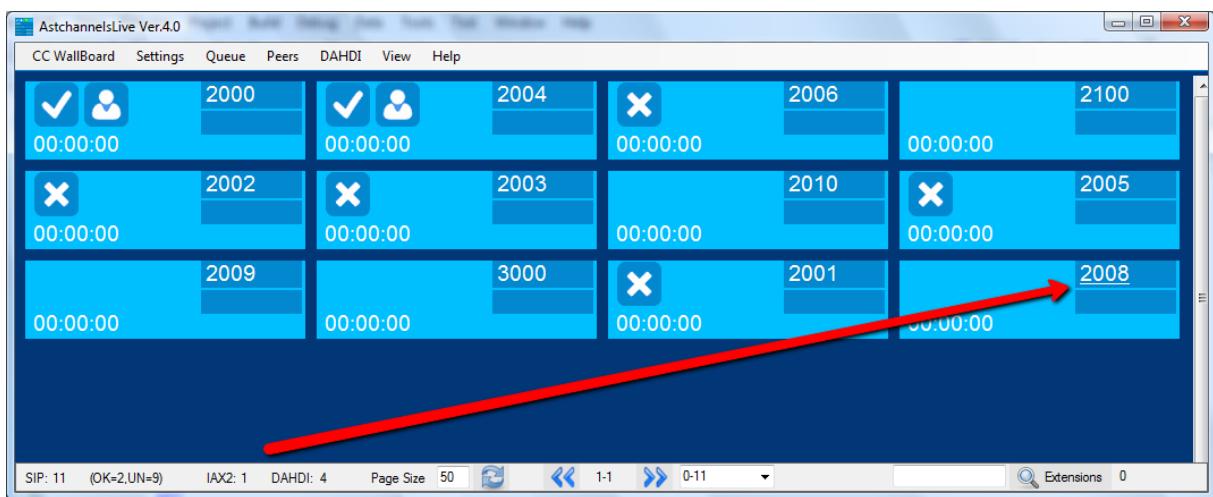 AstchannelsLive Ver.4.0
CC WallBoard Settings Queue Peers DAHDI View Help
2000 2004 2006 2100
00:00:00 00:00:00 00:00:00 00:00:00
2002 2003 2010 2005
00:00:00 00:00:00 00:00:00 00:00:00
2009 3000 2001 2008
00:00:00 00:00:00 00:00:00 00:00:00
SIP: 11 (OK=2,UN=9) IAX2: 1 DAHDI: 4 Page Size 50 1-1 0-11 Extensions 0